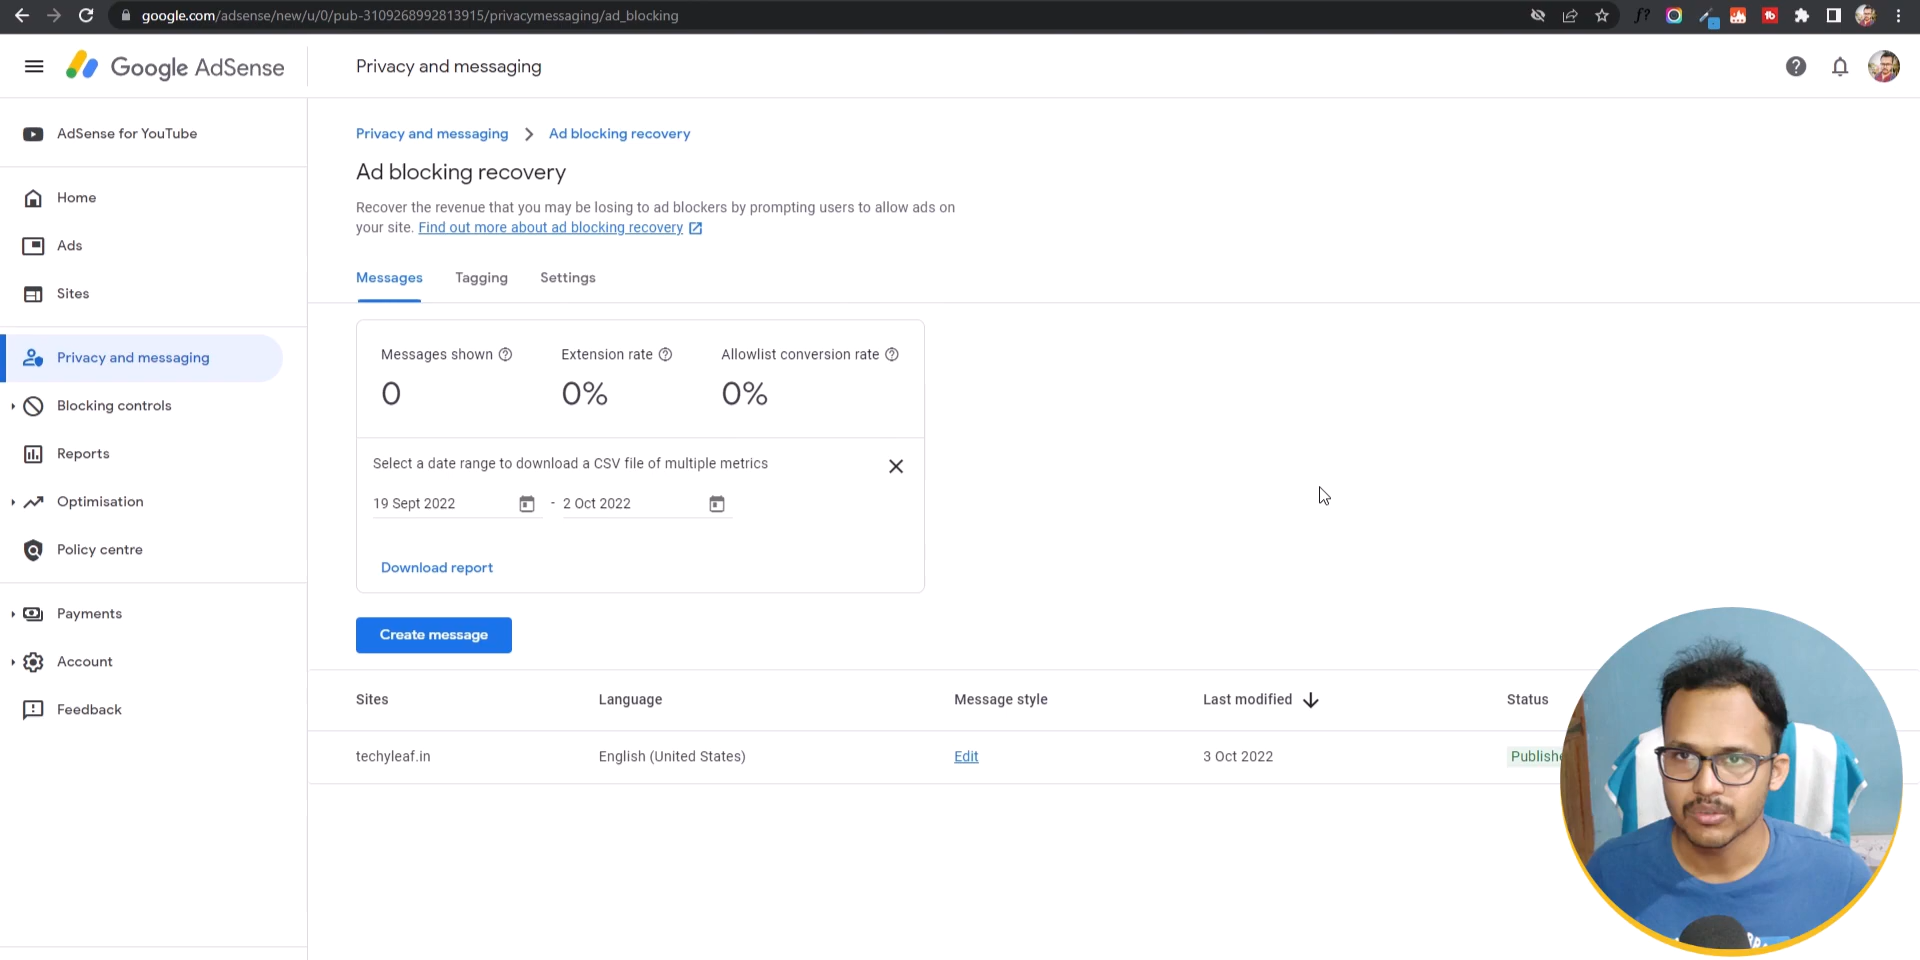 google.com/adsense/new/u/0/pub-3109268992813915/privacymessaging/ad_blocking
Google AdSense
Privacy and messaging
AdSense for YouTube
Home
Ads
Sites
Privacy and messaging
Blocking controls
Reports
Optimisation
Policy centre
Payments
Account
Feedback
Privacy and messaging
Ad blocking recovery
Ad blocking recovery
Recover the revenue that you may be losing to ad blockers by prompting users to allow ads on
your site. Find out more about ad blocking recovery
Messages Tagging Settings
Messages shown Extension rate Allowlist conversion rate
0 0% 0%
Select a date range to download a CSV file of multiple metrics
19 Sept 2022 - 2 Oct 2022
Download report
Create message
Sites Language Message style Last modified Status
techyleaf.in English (United States) Edit 3 Oct 2022 Publishe